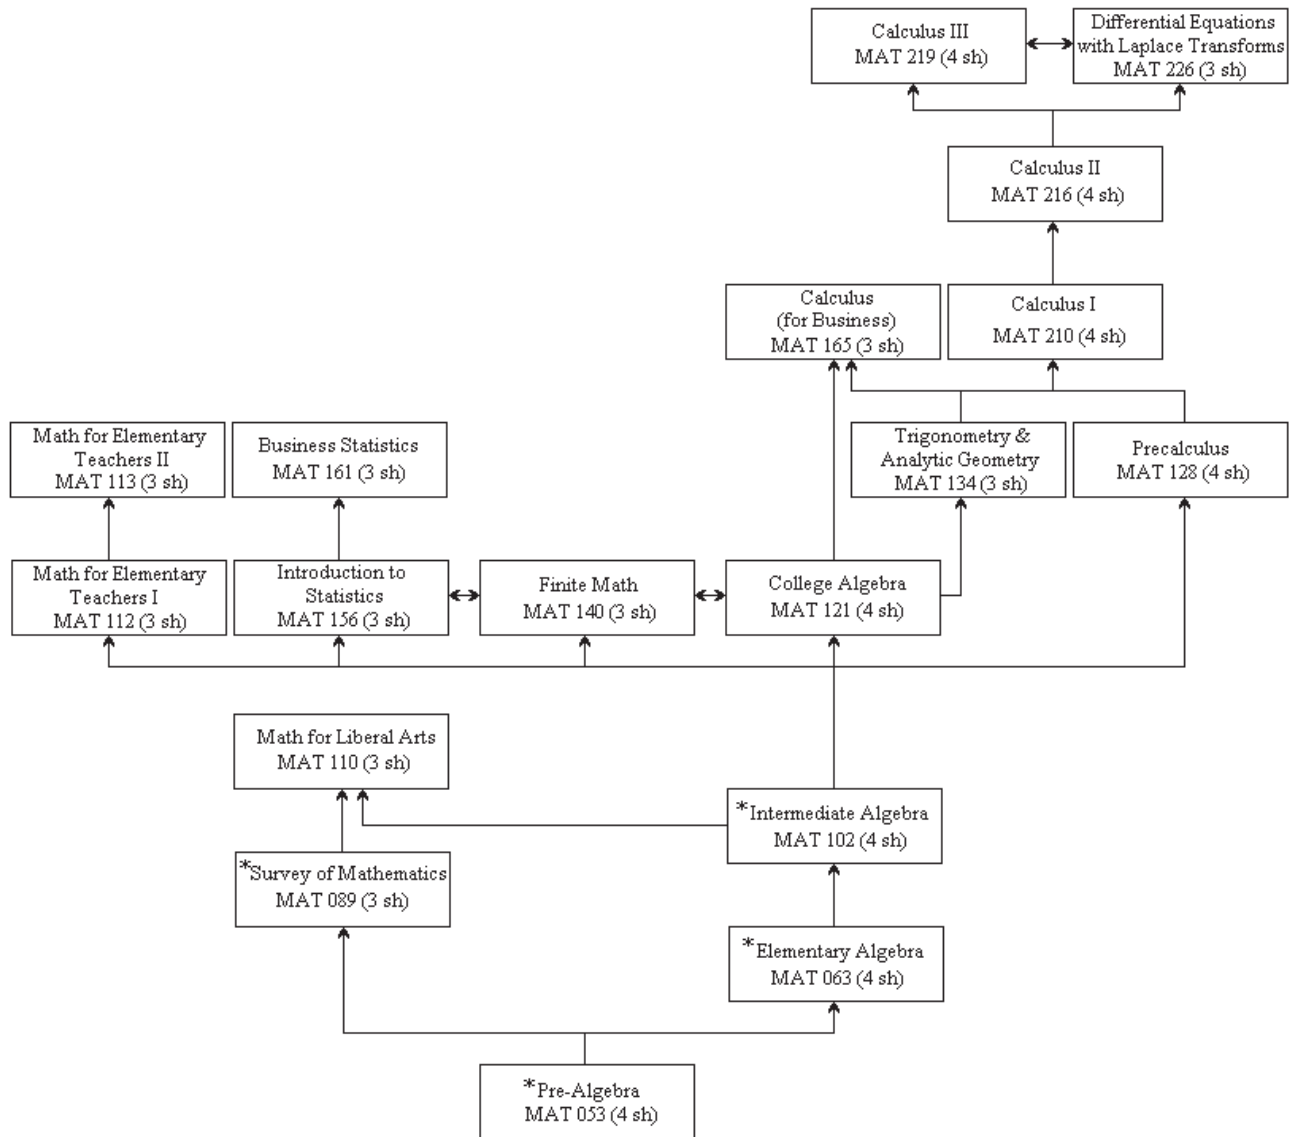 Calculus III
MAT 219 (4 sh)
Differential Equations
with Laplace Transforms
MAT 226 (3 sh)
Calculus II
MAT 216 (4 sh)
Calculus
(for Business)
MAT 165 (3 sh)
Calculus I
MAT 210 (4 sh)
Math for Elementary
Teachers II
MAT 113 (3 sh)
Business Statistics
MAT 161 (3 sh)
Trigonometry &
Analytic Geometry
MAT 134 (3 sh)
Precalculus
MAT 128 (4 sh)
Math for Elementary
Teachers I
MAT 112 (3 sh)
Introduction to
Statistics
MAT 156 (3 sh)
Finite Math
MAT 140 (3 sh)
College Algebra
MAT 121 (4 sh)
Math for Liberal Arts
MAT 110 (3 sh)
*Intermediate Algebra
MAT 102 (4 sh)
*Survey of Mathematics
MAT 089 (3 sh)
*Elementary Algebra
MAT 063 (4 sh)
*Pre-Algebra
MAT 053 (4 sh)